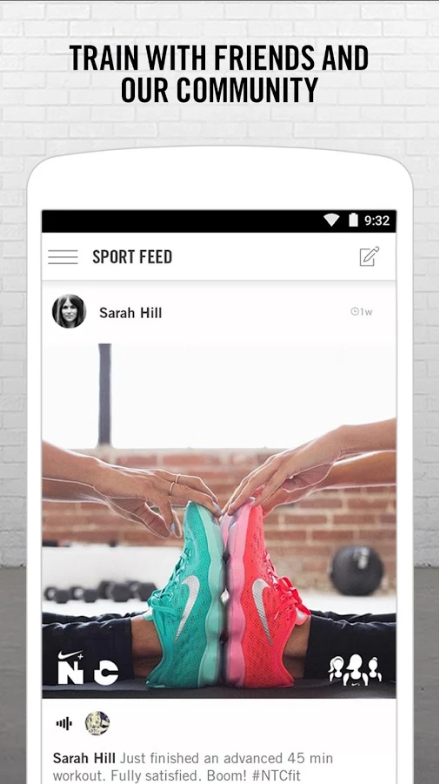 TRAIN WITH FRIENDS AND
OUR COMMUNITY
9:32
SPORT FEED
Sarah Hill
1w
N+TC
Sarah Hill Just finished an advanced 45 min
workout. Fully satisfied. Boom! #NTCfit